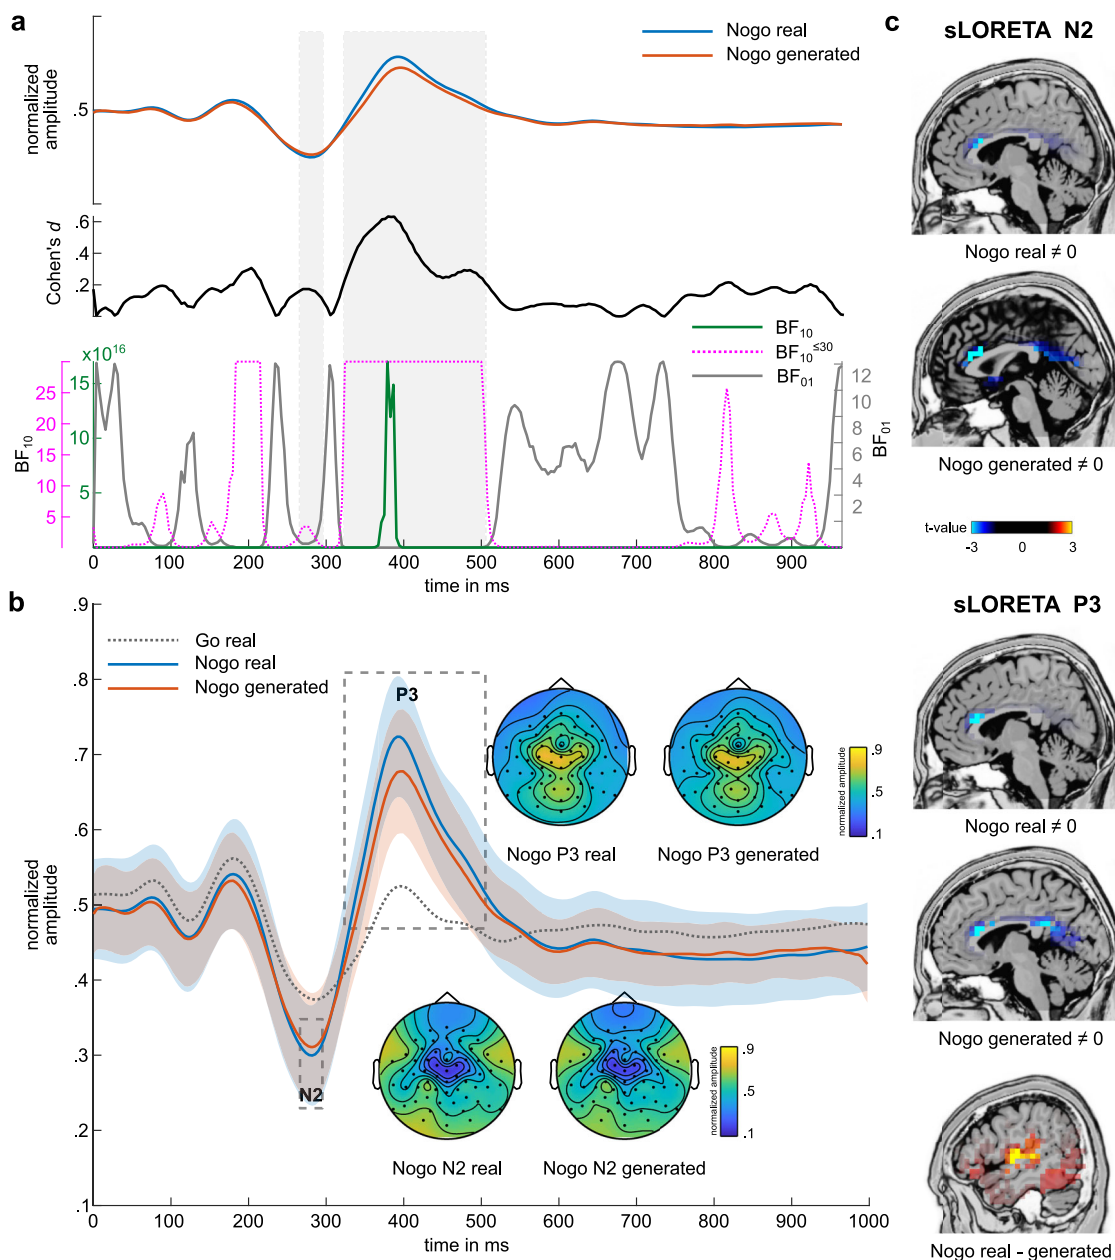 a
Nogo real
Nogo generated
normalized
amplitude
.5
Cohen's d
.6
.4
.2
x10^16
15
10
5
BF10
25
20
15
10
5
BF10
BF10≤30
BF01
12
10
8
6
4
2
BF01
0 100 200 300 400 500 600 700 800 900
time in ms
b
Go real
Nogo real
Nogo generated
normalized
amplitude
.9
.8
.7
.6
.5
.4
.3
.2
.1
P3
N2
Nogo P3 real
Nogo P3 generated
normalized amplitude
.9
.5
.1
Nogo N2 real
Nogo N2 generated
normalized amplitude
.9
.5
.1
0 100 200 300 400 500 600 700 800 900 1000
time in ms
c
sLORETA N2
Nogo real ≠ 0
Nogo generated ≠ 0
t-value
-3 0 3
sLORETA P3
Nogo real ≠ 0
Nogo generated ≠ 0
Nogo real - generated